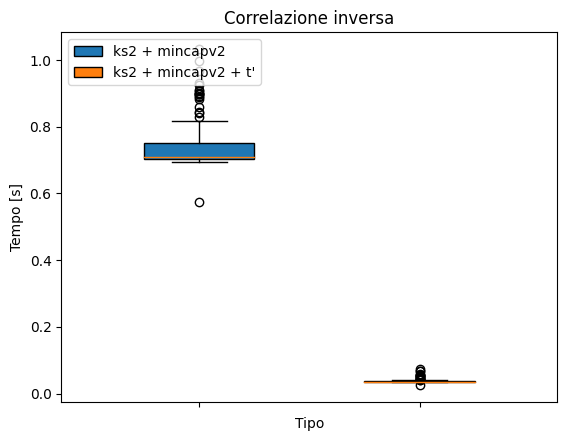 Correlazione inversa
ks2 + mincapv2
ks2 + mincapv2 + t'
1.0
0.8
0.6
0.4
0.2
0.0
Tempo [s]
Tipo